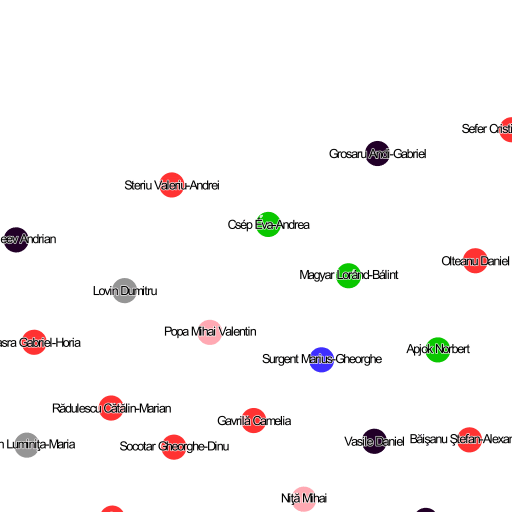 Sefer Cristi
Grosaru Andi-Gabriel
Steriu Valeriu-Andrei
Csép Éva-Andrea
eev Andrian
Olteanu Daniel
Magyar Loránd-Bálint
Lovin Dumitru
Popa Mihai Valentin
asra Gabriel-Horia
Apjok Norbert
Surgent Marius-Gheorghe
Rădulescu Cătălin-Marian
Gavrilă Camelia
Băişanu Ştefan-Alexan
Vasile Daniel
n Luminiţa-Maria
Socotar Gheorghe-Dinu
Niţă Mihai